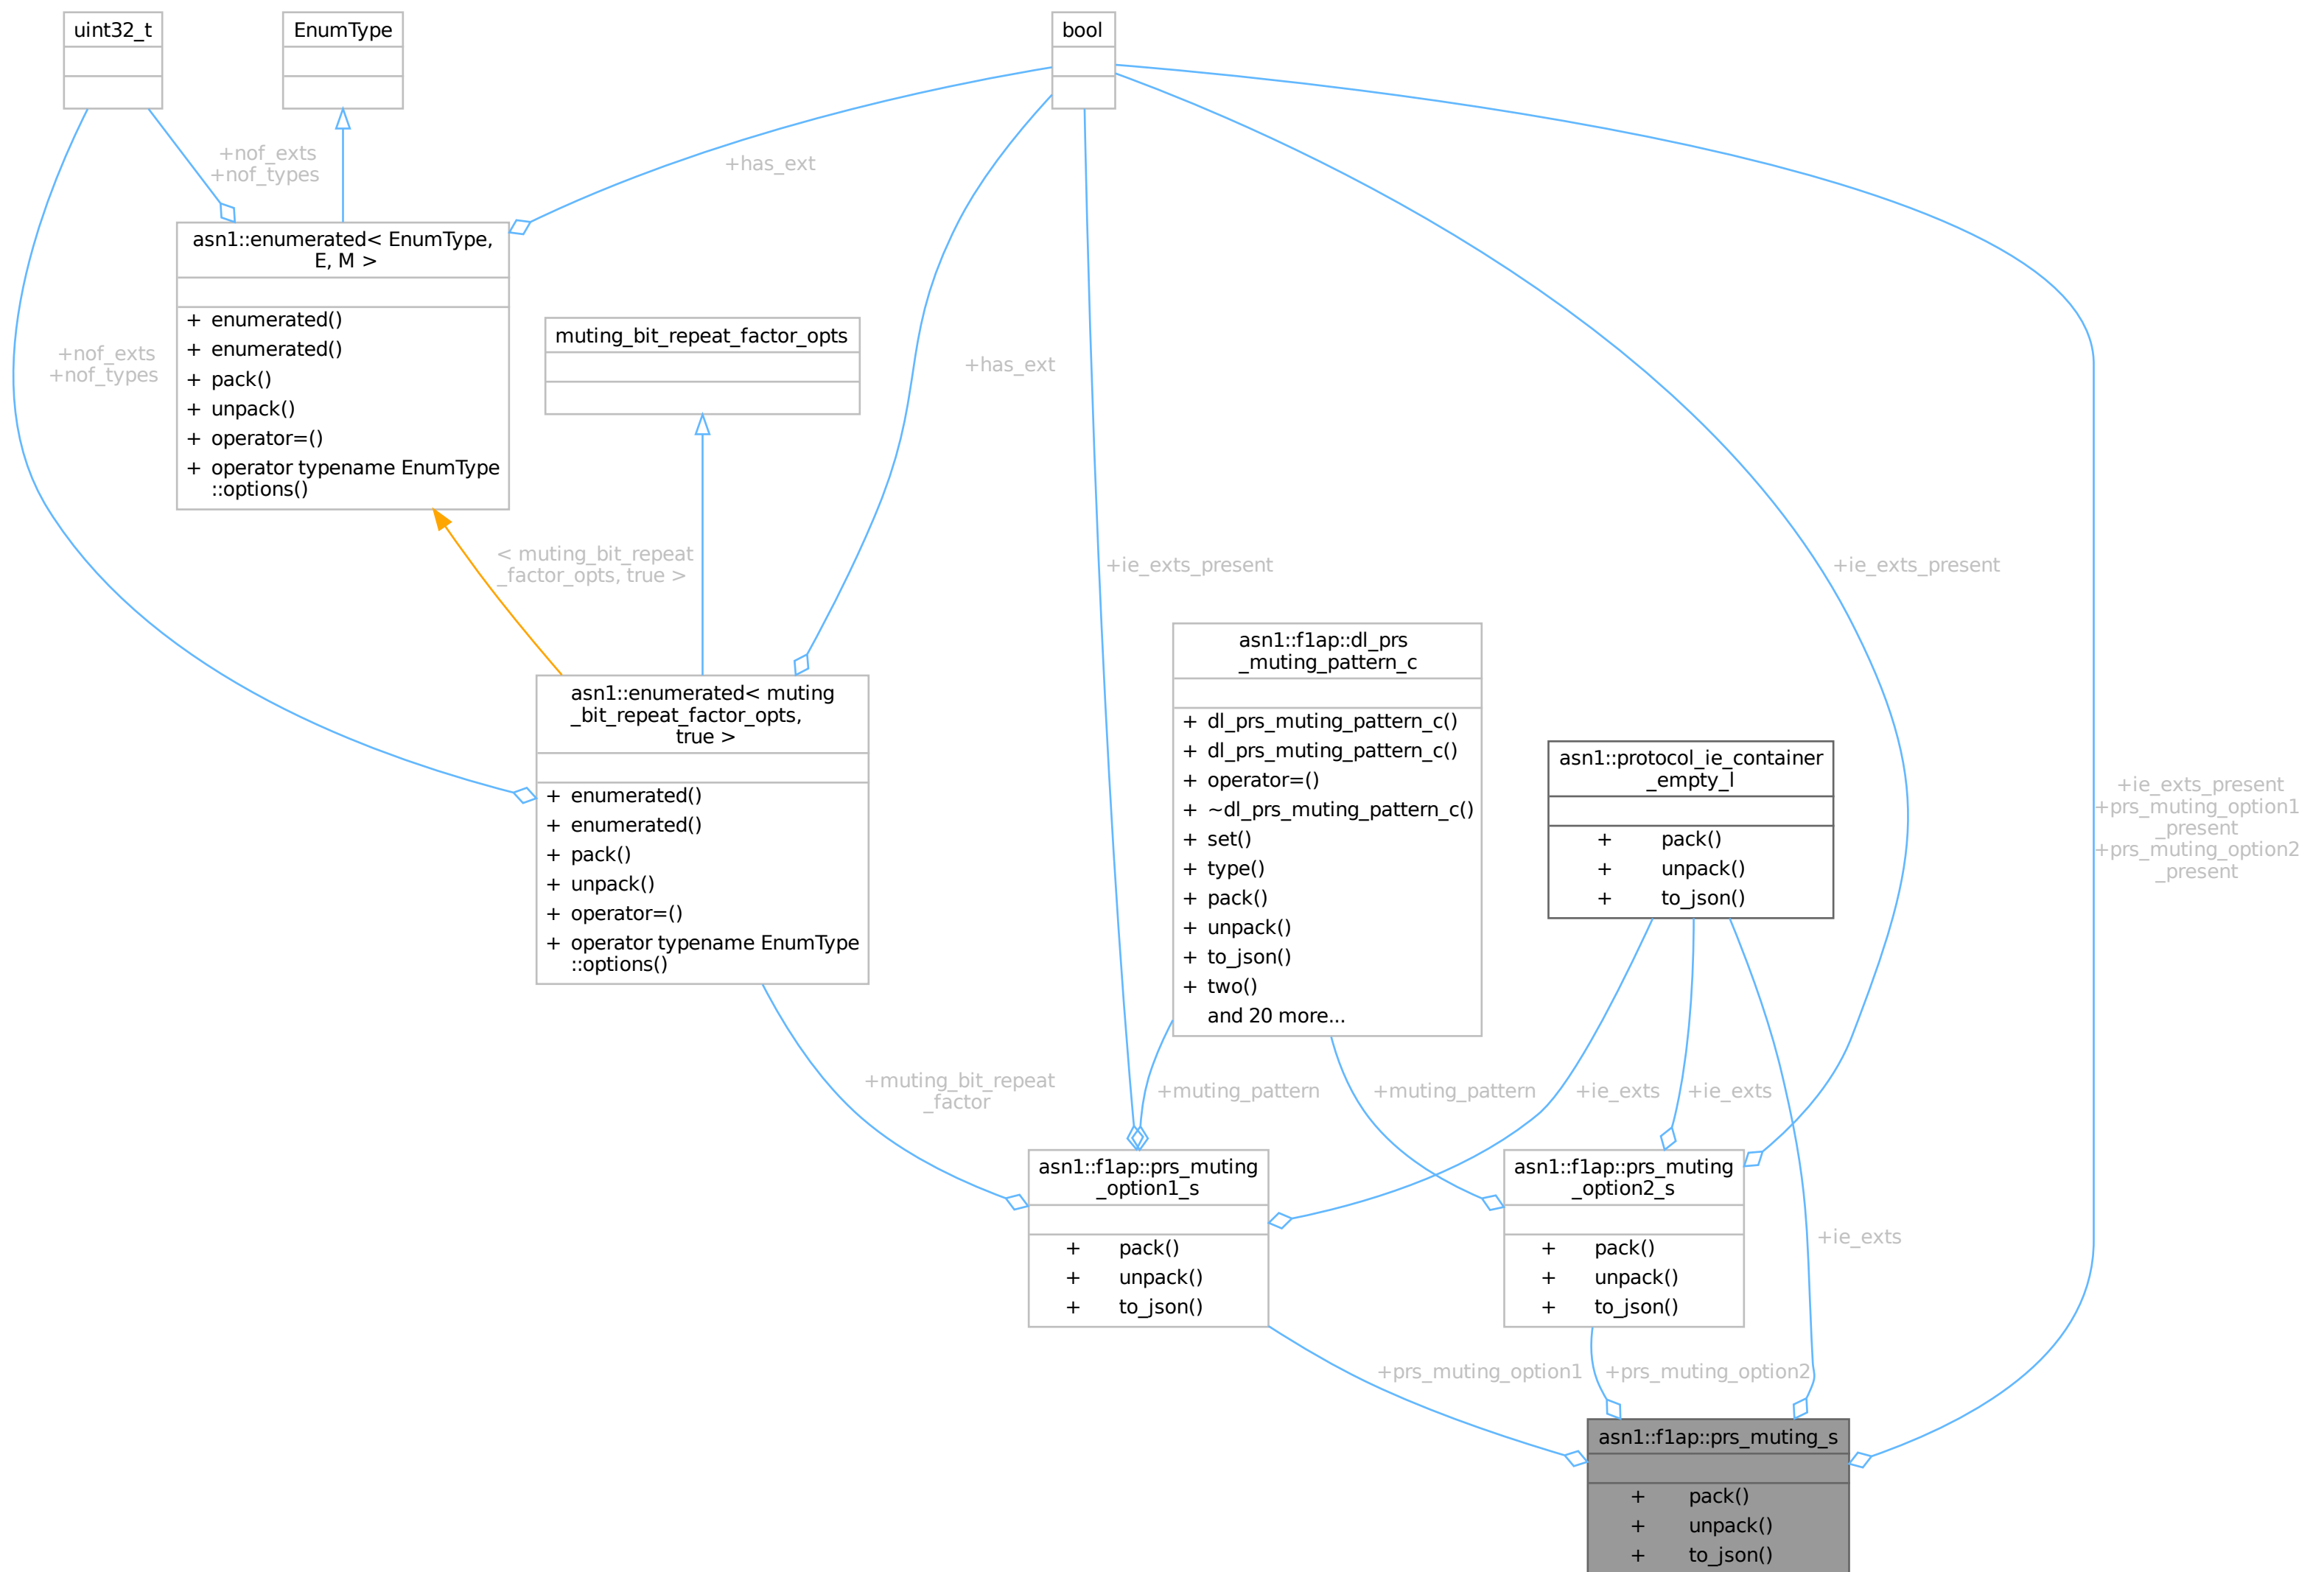 uint32_t
EnumType
bool
+nof_exts
+nof_types
+has_ext
asn1::enumerated< EnumType,
E, M >
+ enumerated()
+ enumerated()
+ pack()
+ unpack()
+ operator=()
+ operator typename EnumType
::options()
muting_bit_repeat_factor_opts
+nof_exts
+nof_types
+has_ext
< muting_bit_repeat
_factor_opts, true >
+ie_exts_present
+ie_exts_present
asn1::enumerated< muting
_bit_repeat_factor_opts,
true >
+ enumerated()
+ enumerated()
+ pack()
+ unpack()
+ operator=()
+ operator typename EnumType
::options()
asn1::f1ap::dl_prs
_muting_pattern_c
+ dl_prs_muting_pattern_c()
+ dl_prs_muting_pattern_c()
+ operator=()
+ ~dl_prs_muting_pattern_c()
+ set()
+ type()
+ pack()
+ unpack()
+ to_json()
+ two()
and 20 more...
asn1::protocol_ie_container
_empty_l
+ pack()
+ unpack()
+ to_json()
+ie_exts_present
+prs_muting_option1
_present
+prs_muting_option2
_present
+muting_bit_repeat
_factor
+muting_pattern
+muting_pattern
+ie_exts
+ie_exts
asn1::f1ap::prs_muting
_option1_s
+ pack()
+ unpack()
+ to_json()
asn1::f1ap::prs_muting
_option2_s
+ pack()
+ unpack()
+ to_json()
+ie_exts
+prs_muting_option1
+prs_muting_option2
asn1::f1ap::prs_muting_s
+ pack()
+ unpack()
+ to_json()